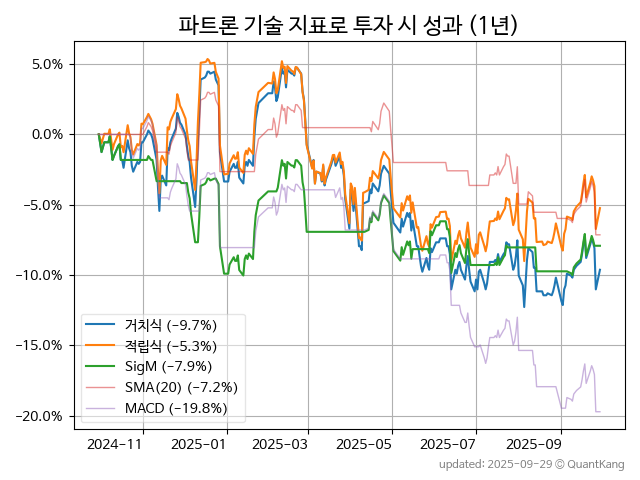 파트론 기술 지표로 투자 시 성과 (1년)
5.0%
0.0%
−5.0%
−10.0%
−15.0%
−20.0%
거치식 (−9.7%)
적립식 (−5.3%)
SigM (−7.9%)
SMA(20) (−7.2%)
MACD (−19.8%)
2024-11
2025-01
2025-03
2025-05
2025-07
2025-09
updated: 2025-09-29 © QuantKang